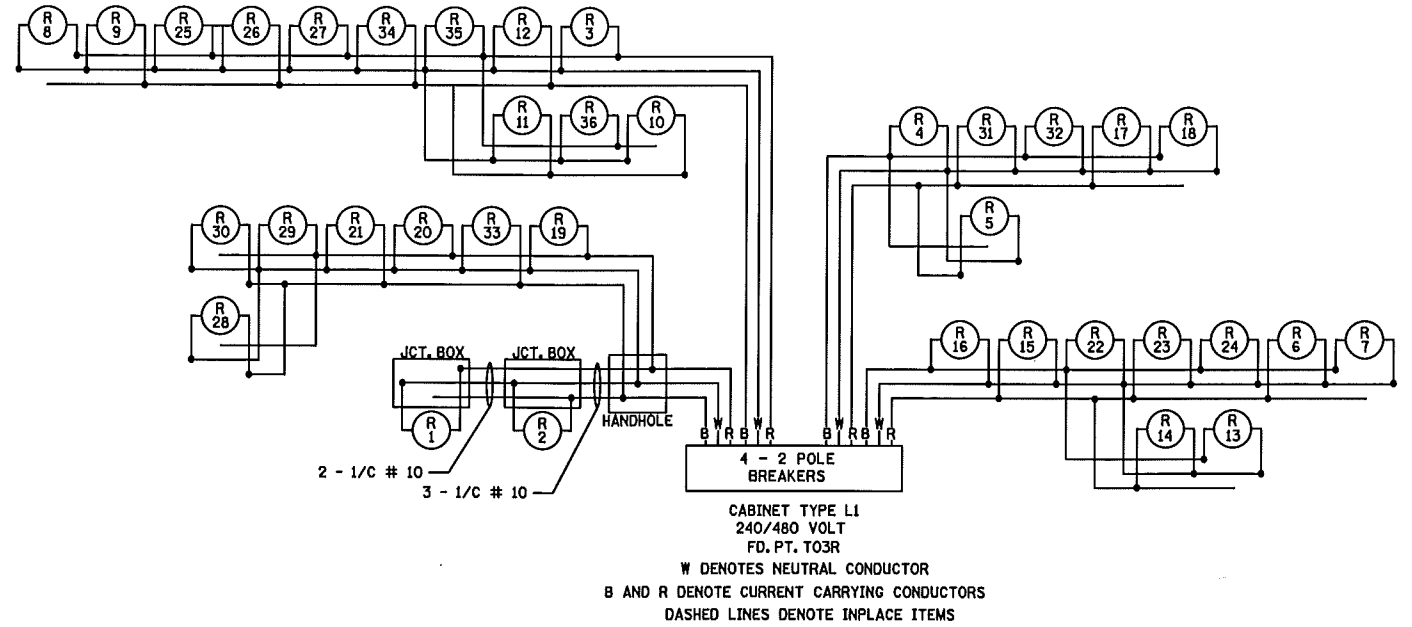 R 8
R 9
R 25
R 26
R 27
R 34
R 35
R 12
R 3
R 11
R 36
R 10
R 4
R 31
R 32
R 17
R 18
R 5
R 30
R 29
R 21
R 20
R 33
R 19
R 28
R 16
R 15
R 22
R 23
R 24
R 6
R 7
R 14
R 13
JCT. BOX
JCT. BOX
R 1
R 2
HANDHOLE
2 - 1/C # 10
3 - 1/C # 10
B W R B W R
B W R B W R
4 - 2 POLE
BREAKERS
CABINET TYPE L1
240/480 VOLT
FD. PT. TO3R
W DENOTES NEUTRAL CONDUCTOR
B AND R DENOTE CURRENT CARRYING CONDUCTORS
DASHED LINES DENOTE INPLACE ITEMS